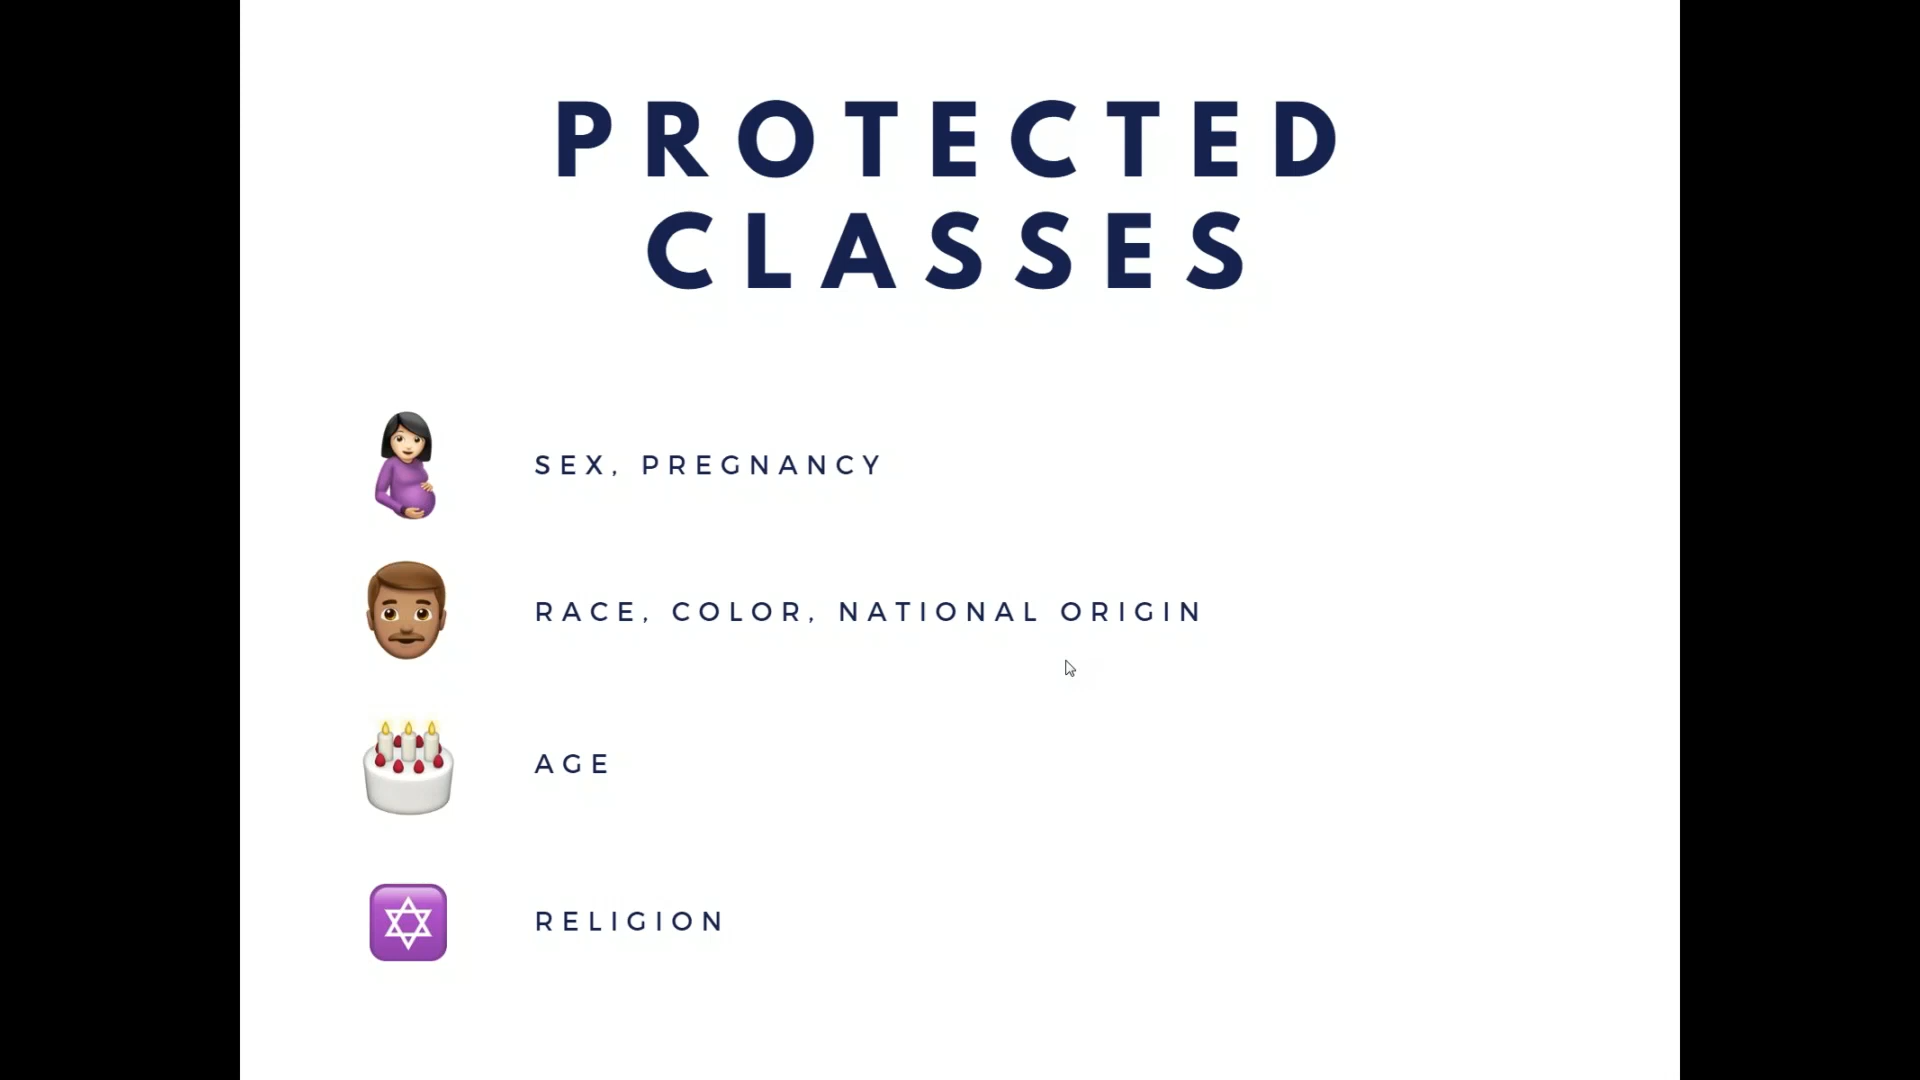 PROTECTED
CLASSES
SEX, PREGNANCY
RACE, COLOR, NATIONAL ORIGIN
AGE
RELIGION